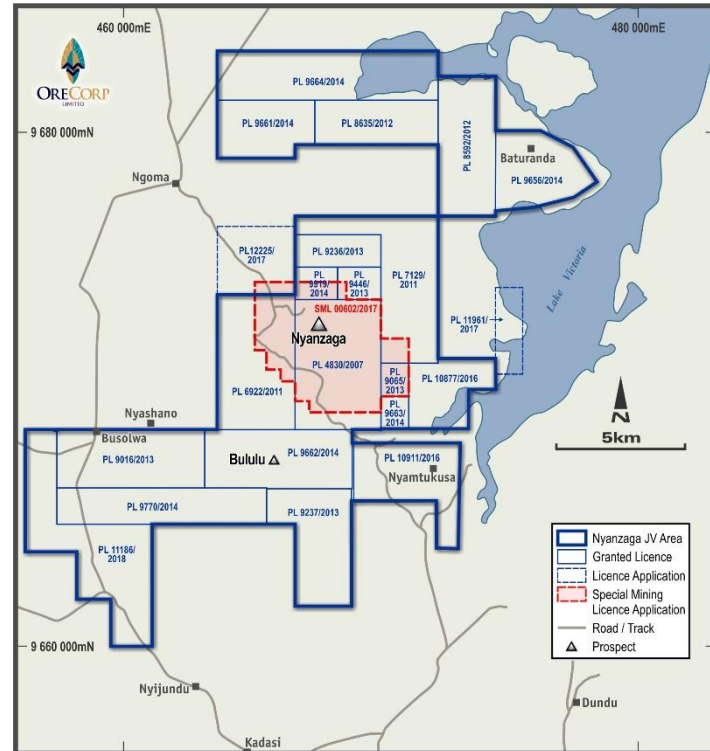 460 000mE
480 000mE
ORECORP
LIMITED
PL 9664/2014
PL 9661/2014
PL 8635/2012
PL 8592/2012
9 680 000mN
Baturanda
PL 9656/2014
Ngoma
PL12225/
2017
PL 9236/2013
PL
9919/
2014
PL
9446/
2013
PL 7129/
2011
Lake Victoria
SML 00602/2017
PL 11961/
2017
Nyanzaga
PL 4830/2007
PL 6922/2011
PL
9065/
2013
PL 10877/2016
PL
9663/
2014
N
5km
Nyashano
Busolwa
PL 9016/2013
Bululu
PL 9662/2014
PL 10911/2016
Nyamtukusa
PL 9770/2014
PL 9237/2013
PL 11186/
2018
Nyanzaga JV Area
Granted Licence
Licence Application
Special Mining
Licence Application
Road / Track
Prospect
9 660 000mN
Nyijundu
Dundu
Kadasi